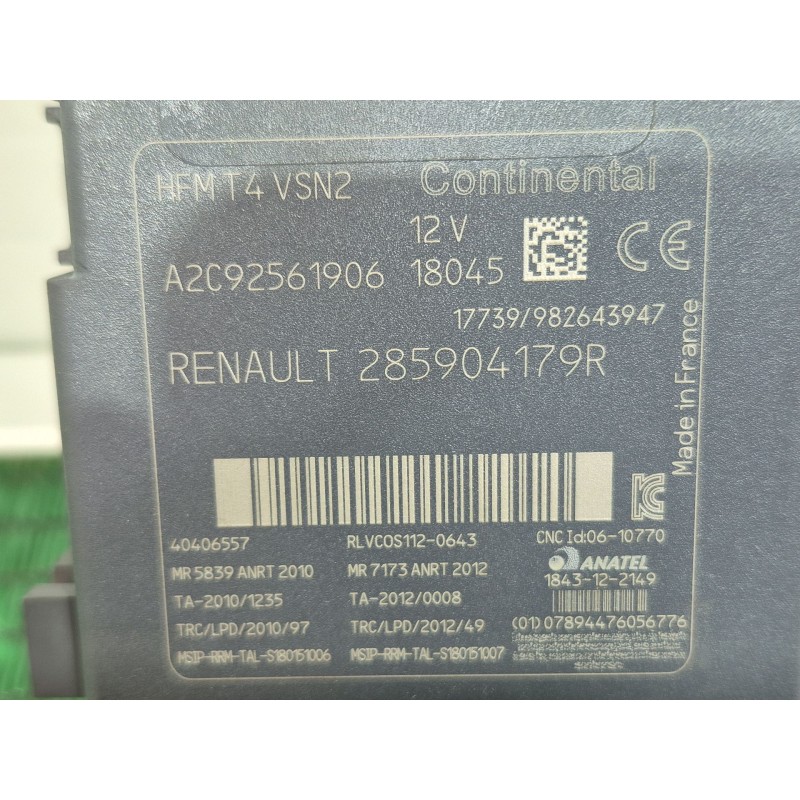 HFM T4 VSN2 Continental
12 V
A2C92561906 18045
CE
17739/982643947
RENAULT 285904179R
Made in France
40406557 RLVCOS112-0643 CNC Id:06-10770
MR 5839 ANRT 2010 MR 7173 ANRT 2012 ANATEL
TA-2010/1235 TA-2012/0008 1843-12-2149
TRC/LPD/2010/97 TRC/LPD/2012/49 (01) 07894476056776
MSIP-RRM-TAL-S180151006 MSIP-RRM-TAL-S180151007